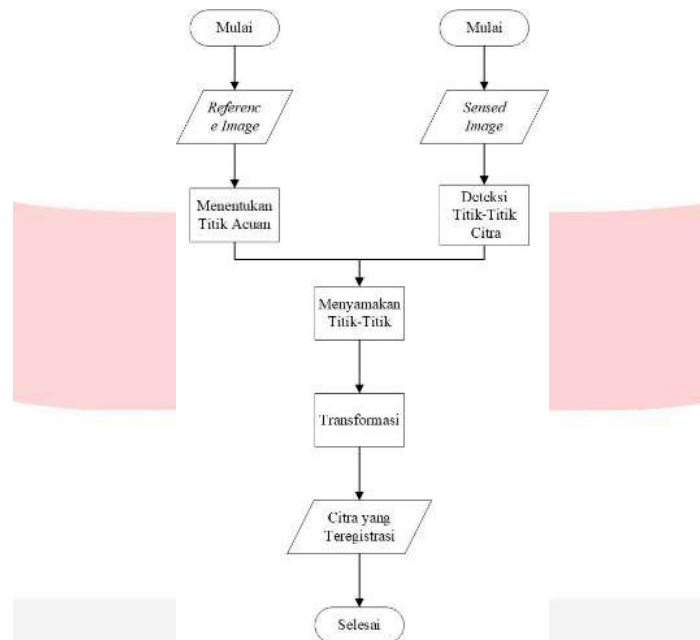 Mulai
Mulai
Referenc
e Image
Sensed
Image
Menentukan
Titik Acuan
Deteksi
Titik-Titik
Citra
Menyamakan
Titik-Titik
Transformasi
Citra yang
Teregistrasi
Selesai